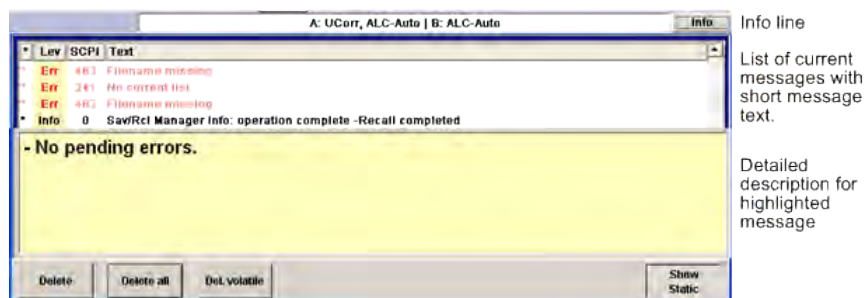 A: UCorr, ALC-Auto | B: ALC-Auto
Info
Info line
* Lev SCPI Text
Err Filename missing
Err 241 No current list
Err Filename missing
* Info 0 Sav/Rcl Manager Info: operation complete -Recall completed
List of current
messages with
short message
text.
- No pending errors.
Detailed
description for
highlighted
message
Delete
Delete all
Del. volatile
Show
Static